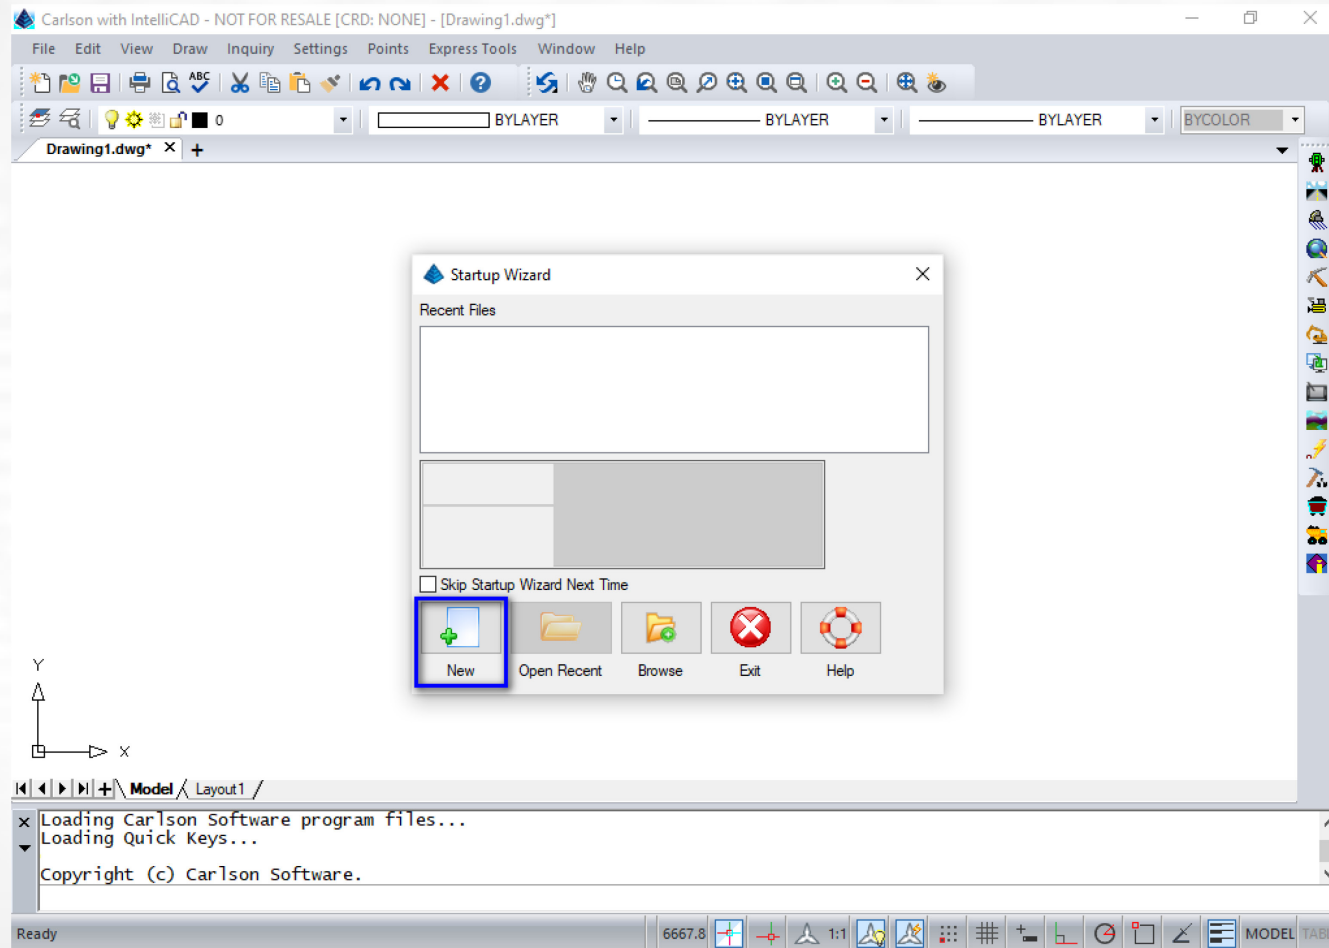 Carlson with IntelliCAD - NOT FOR RESALE [CRD: NONE] - [Drawing1.dwg*]
File Edit View Draw Inquiry Settings Points Express Tools Window Help
ABC
0 BYLAYER BYLAYER BYLAYER BYCOLOR
Drawing1.dwg*
Startup Wizard
Recent Files
Skip Startup Wizard Next Time
New Open Recent Browse Exit Help
Y
X
Model Layout1
Loading Carlson Software program files...
Loading Quick Keys...
Copyright (c) Carlson Software.
Ready 6667.8 1:1 MODEL TAB